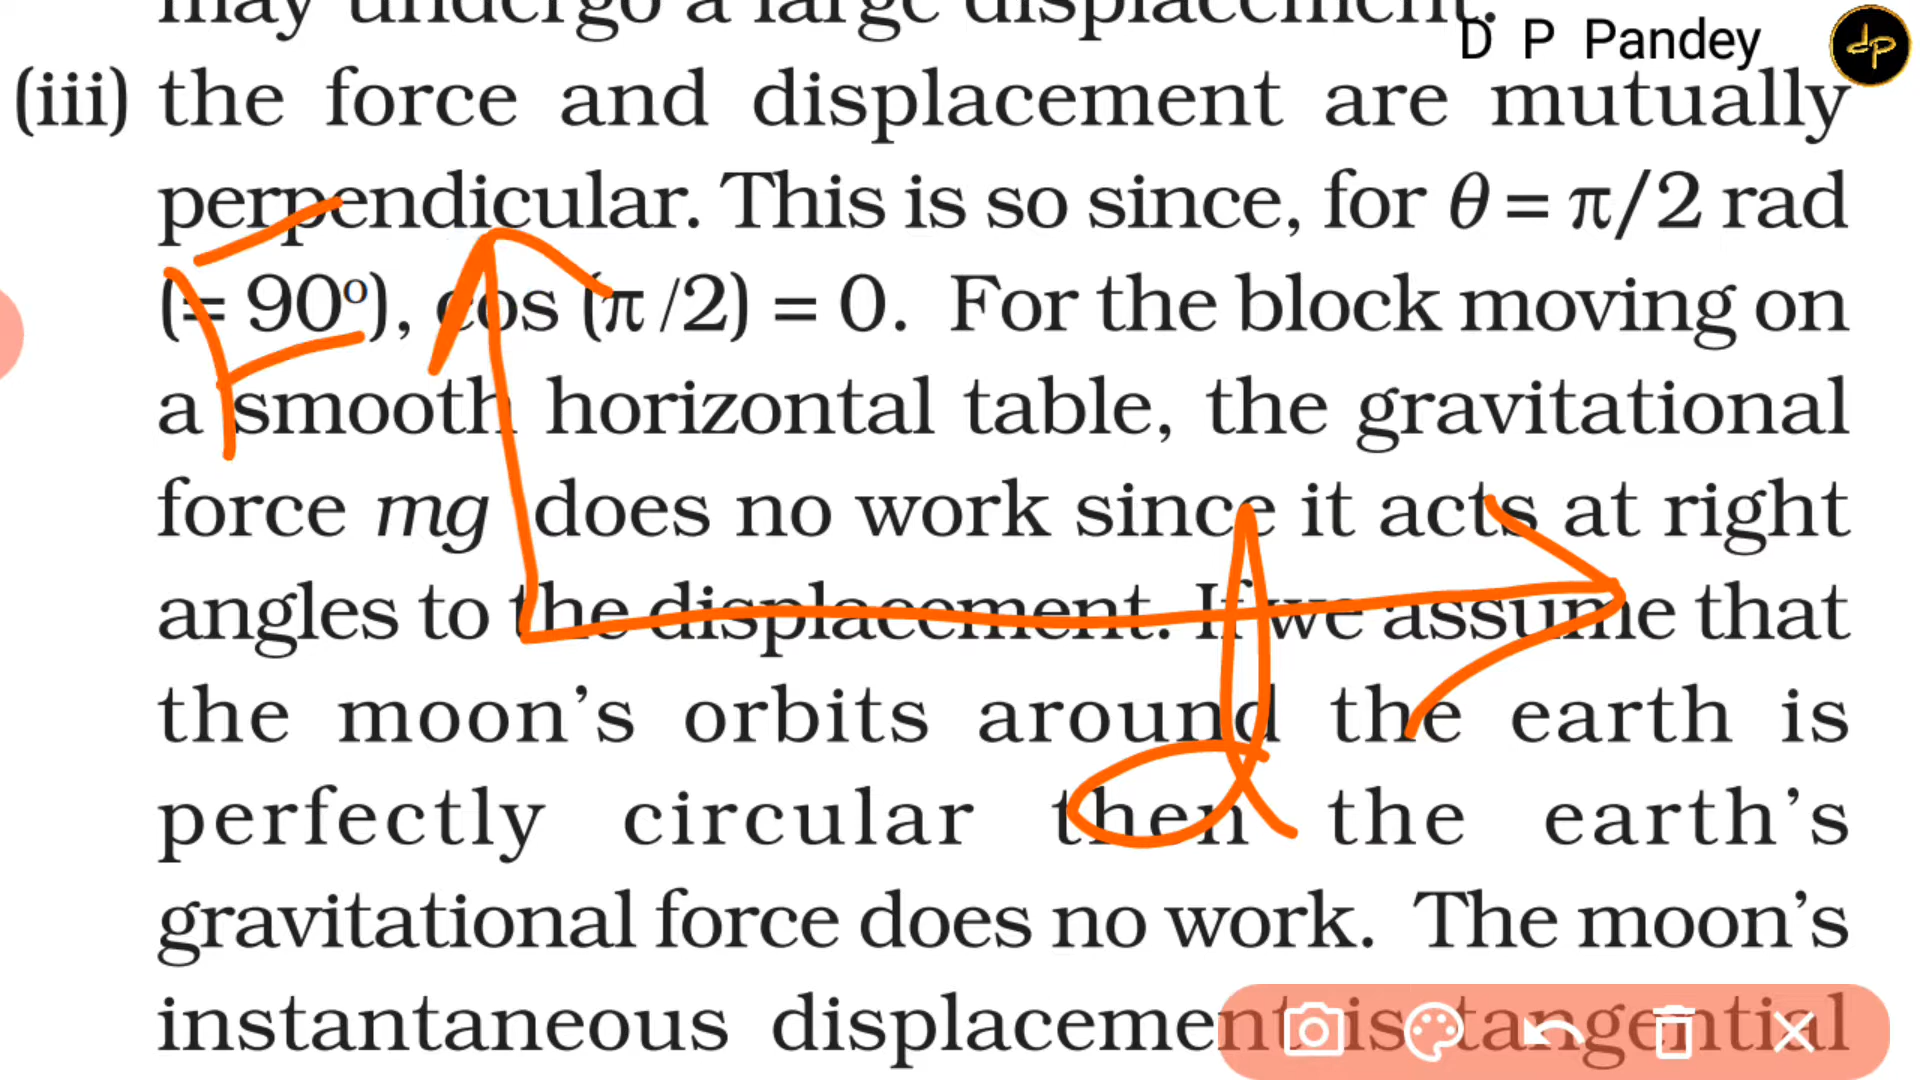 may undergo a large displacement.
D P Pandey
dp
(iii) the force and displacement are mutually
perpendicular. This is so since, for θ = π/2 rad
(= 90°), cos (π /2) = 0. For the block moving on
F
a smooth horizontal table, the gravitational
force mg does no work since it acts at right
angles to the displacement. If we assume that
the moon’s orbits around the earth is
d
perfectly circular then the earth’s
gravitational force does no work. The moon’s
instantaneous displacement is tangential